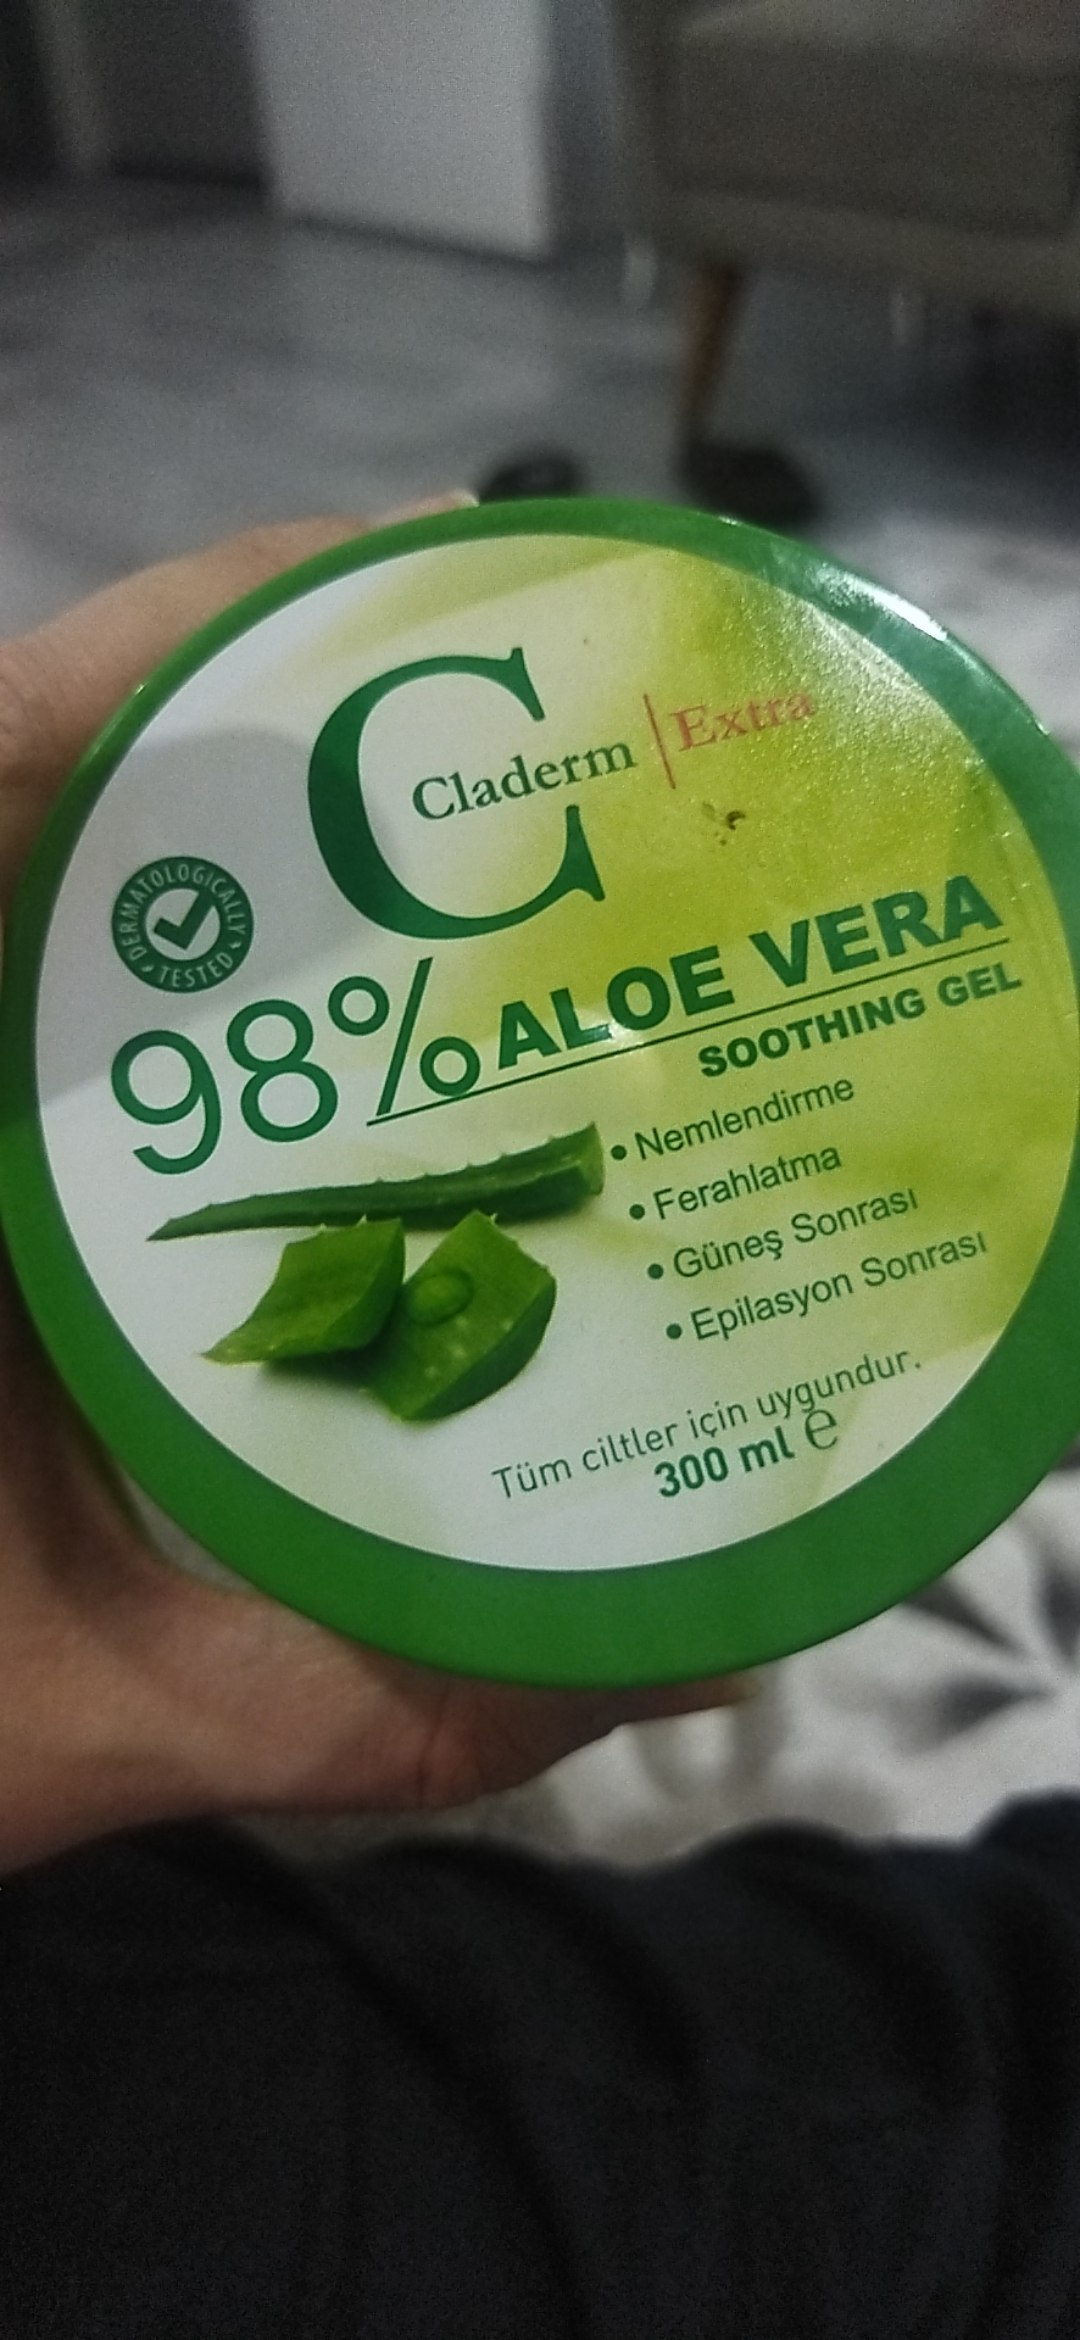 C
Claderm | Extra
DERMATOLOGICALLY TESTED
98% ALOE VERA
SOOTHING GEL
• Nemlendirme
• Ferahlatma
• Güneş Sonrası
• Epilasyon Sonrası
Tüm ciltler için uygundur.
300 ml ℮